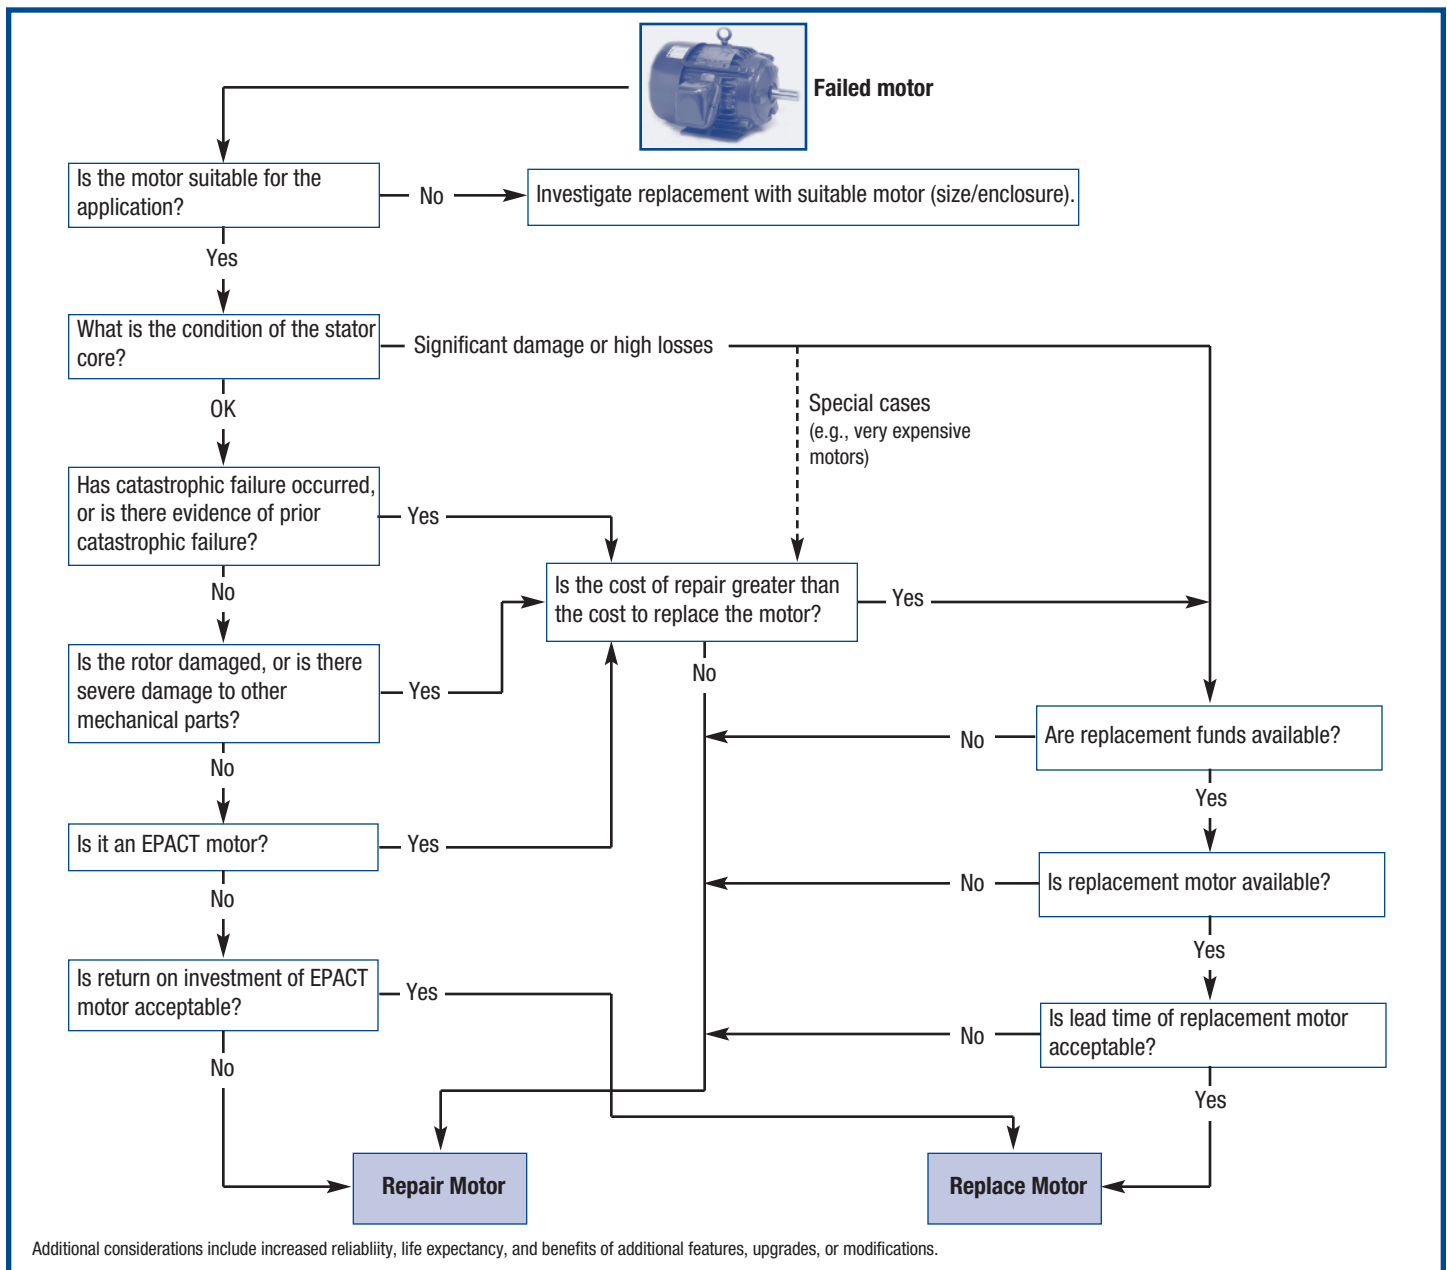 Failed motor
Is the motor suitable for the
application?
No
Investigate replacement with suitable motor (size/enclosure).
Yes
What is the condition of the stator
core?
Significant damage or high losses
OK
Special cases
(e.g., very expensive
motors)
Has catastrophic failure occurred,
or is there evidence of prior
catastrophic failure?
Yes
No
Is the cost of repair greater than
the cost to replace the motor?
Yes
No
Is the rotor damaged, or is there
severe damage to other
mechanical parts?
Yes
No
Are replacement funds available?
No
Yes
Is it an EPACT motor?
Yes
No
Is replacement motor available?
No
Yes
Is return on investment of EPACT
motor acceptable?
Yes
No
Is lead time of replacement motor
acceptable?
No
Yes
Repair Motor
Replace Motor
Additional considerations include increased reliabliity, life expectancy, and benefits of additional features, upgrades, or modifications.